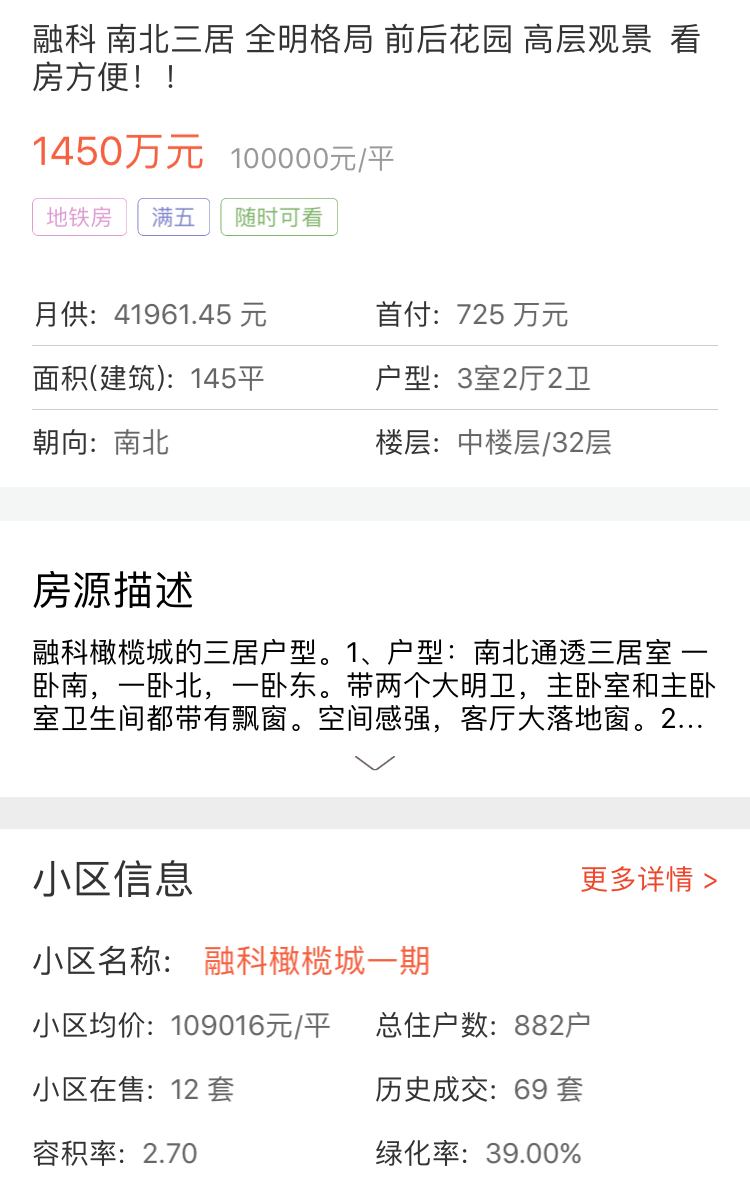 融科 南北三居 全明格局 前后花园 高层观景 看
房方便！！
1450万元 100000元/平
地铁房 满五 随时可看
月供: 41961.45 元 首付: 725 万元
面积(建筑): 145平 户型: 3室2厅2卫
朝向: 南北 楼层: 中楼层/32层
房源描述
融科橄榄城的三居户型。1、户型：南北通透三居室 一
卧南，一卧北，一卧东。带两个大明卫，主卧室和主卧
室卫生间都带有飘窗。空间感强，客厅大落地窗。2...
小区信息 更多详情 >
小区名称: 融科橄榄城一期
小区均价: 109016元/平 总住户数: 882户
小区在售: 12 套 历史成交: 69 套
容积率: 2.70 绿化率: 39.00%